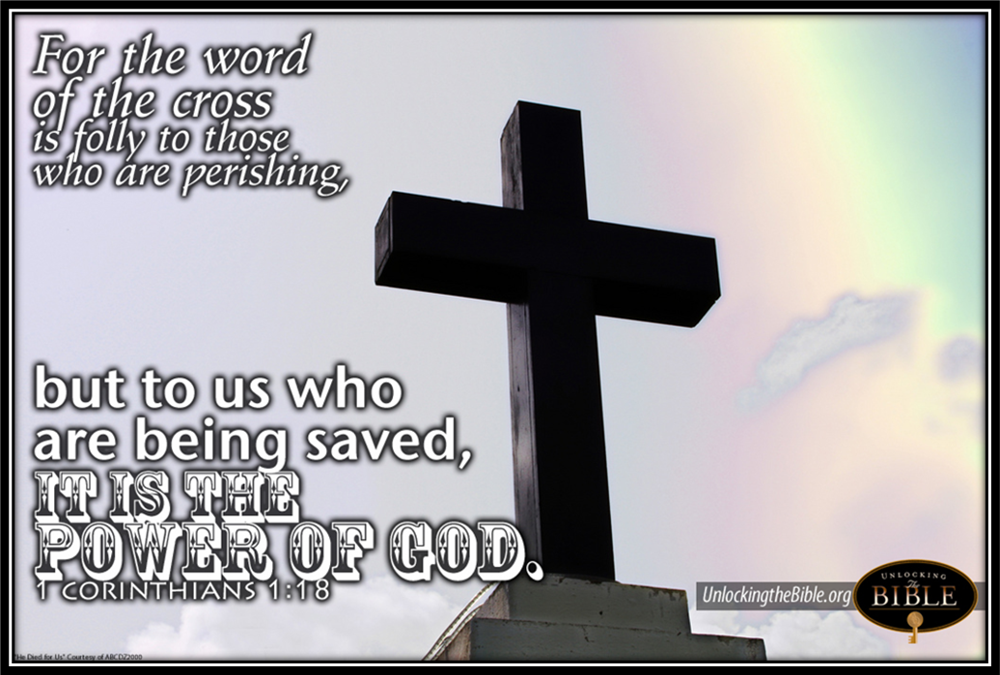 For the word
of the cross
is folly to those
who are perishing,
but to us who
are being saved,
IT IS THE
POWER OF GOD.
1 CORINTHIANS 1:18
UnlockingtheBible.org
UNLOCKING
The
BIBLE
"He Died for Us" Courtesy of ABCDZ2000